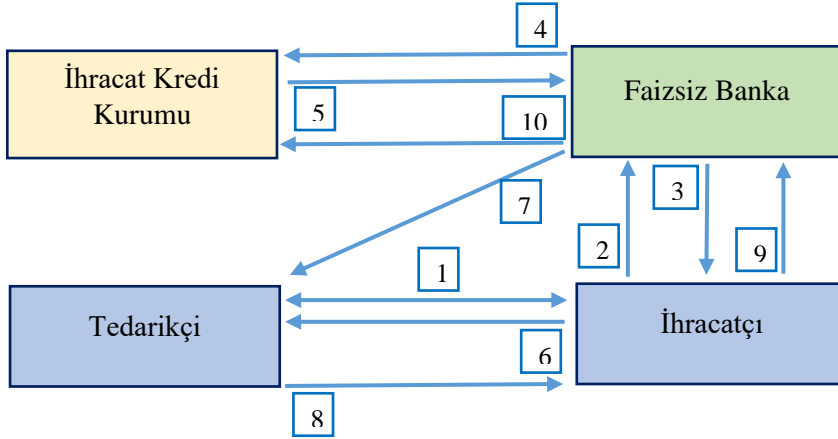 4
İhracat Kredi
Kurumu
Faizsiz Banka
5
10
7
3
2
9
1
Tedarikçi
İhracatçı
6
8